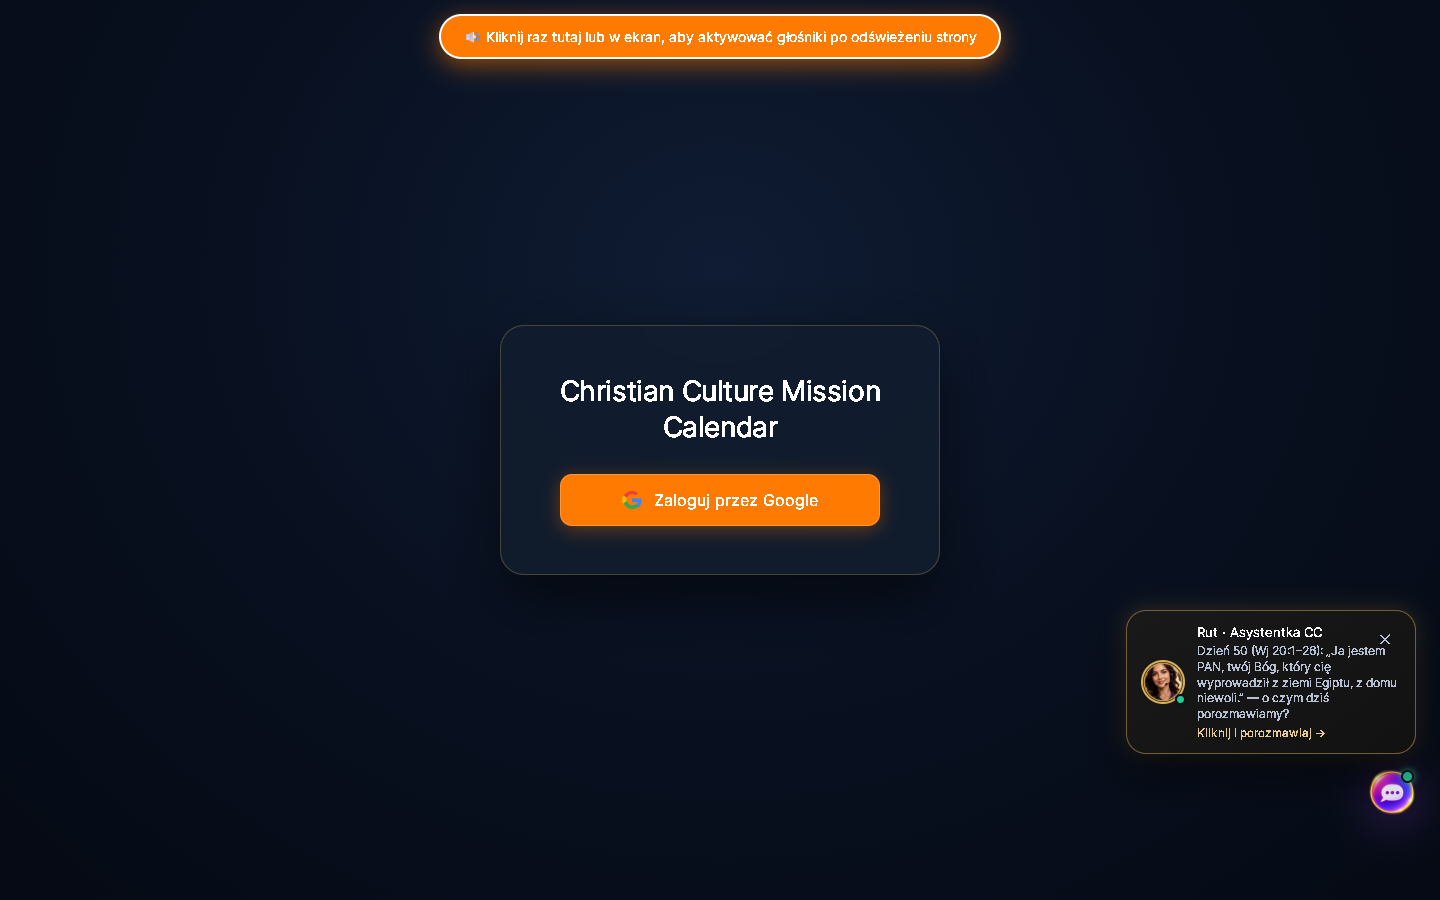 Kliknij raz tutaj lub w ekran, aby aktywować głośniki po odświeżeniu strony
Christian Culture Mission
Calendar
Zaloguj przez Google
Rut · Asystentka CC
Dzień 50 (Wj 20:1–26): „Ja jestem
PAN, twój Bóg, który cię
wyprowadził z ziemi Egiptu, z domu
niewoli.” — o czym dziś
porozmawiamy?
Kliknij i porozmawiaj →